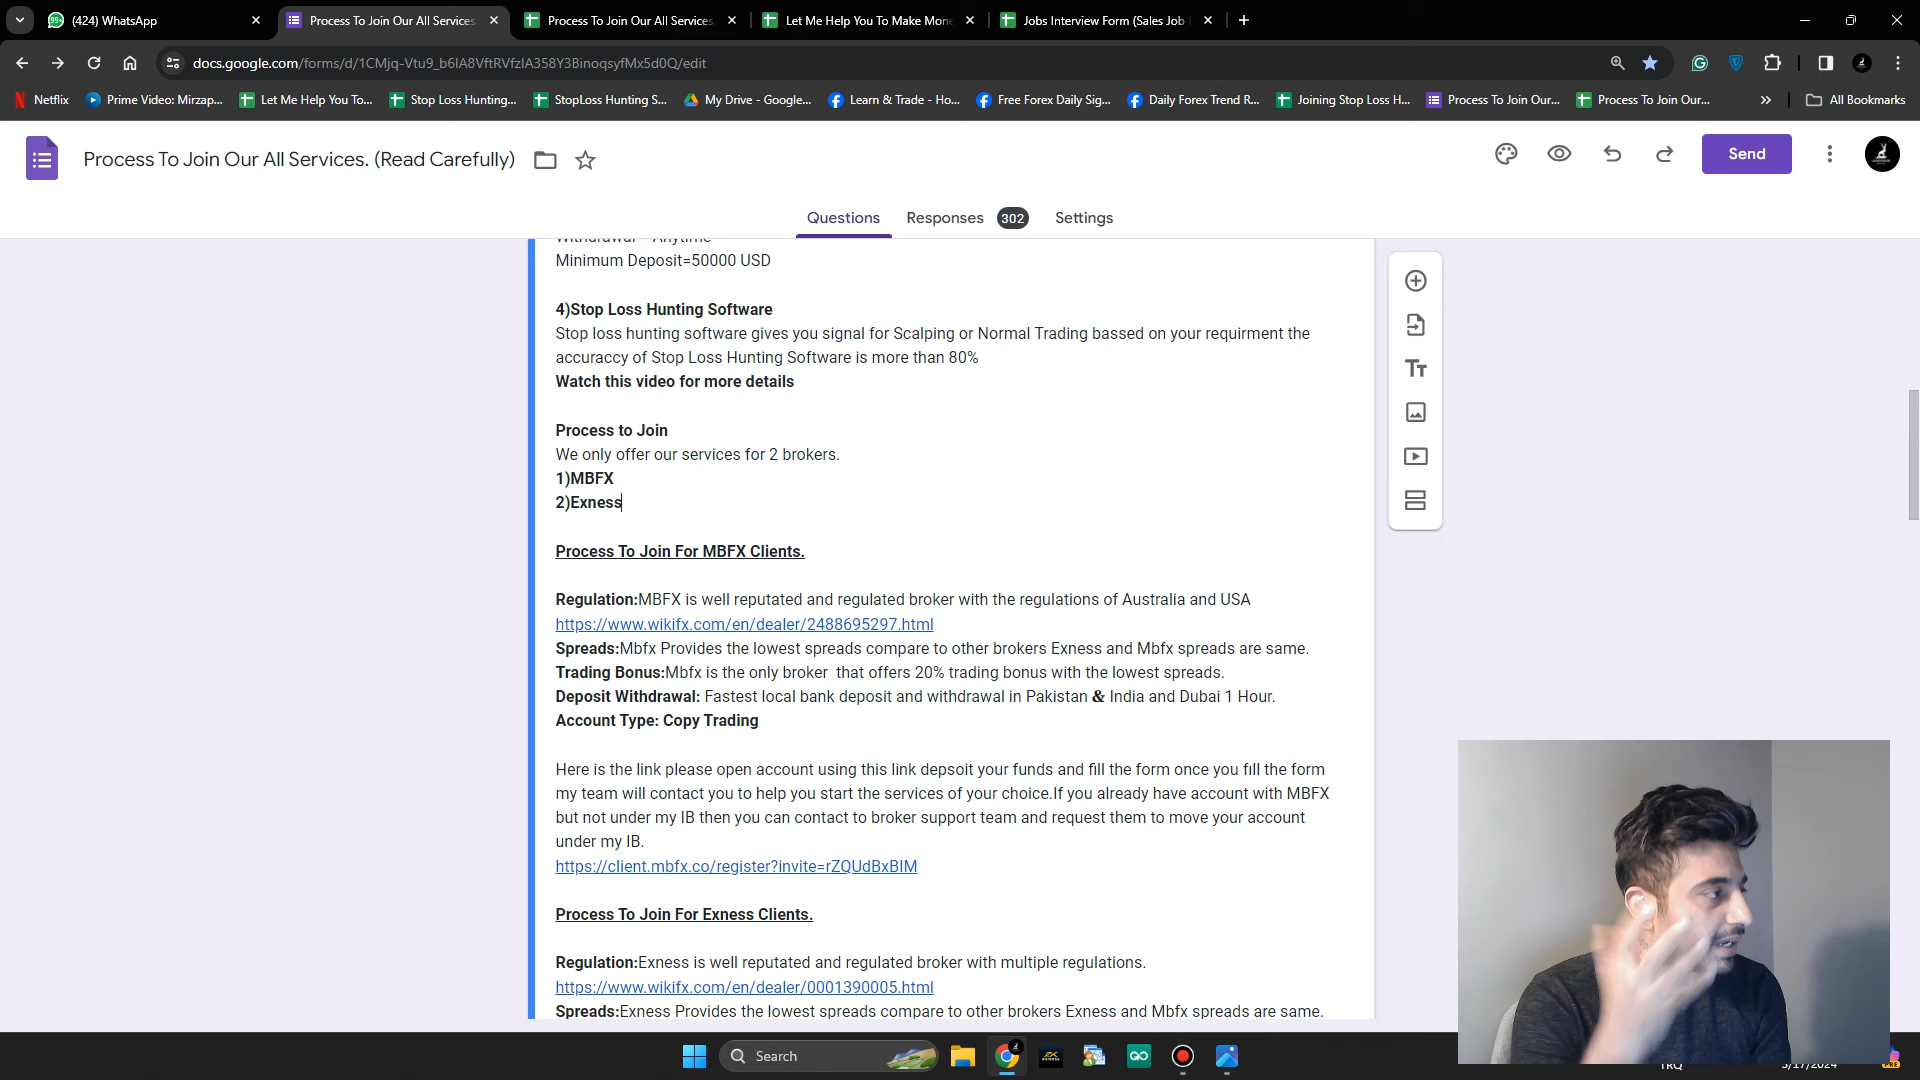 (424) WhatsApp
Process To Join Our All Services
Process To Join Our All Services
Let Me Help You To Make Mon
Jobs Interview Form (Sales Job
docs.google.com/forms/d/1CMjq-Vtu9_b6IA8VftRVfzIA358Y3BinoqsyfMx5d0Q/edit
Netflix
Prime Video: Mirzap...
Let Me Help You To...
Stop Loss Hunting...
StopLoss Hunting S...
My Drive - Google...
Learn & Trade - Ho...
Free Forex Daily Sig...
Daily Forex Trend R...
Joining Stop Loss H...
Process To Join Our...
Process To Join Our...
All Bookmarks
Process To Join Our All Services. (Read Carefully)
Send
Questions
Responses 302
Settings
Minimum Deposit=50000 USD
4)Stop Loss Hunting Software
Stop loss hunting software gives you signal for Scalping or Normal Trading bassed on your requirment the
accuraccy of Stop Loss Hunting Software is more than 80%
Watch this video for more details
Process to Join
We only offer our services for 2 brokers.
1)MBFX
2)Exness
Process To Join For MBFX Clients.
Regulation:MBFX is well reputated and regulated broker with the regulations of Australia and USA
https://www.wikifx.com/en/dealer/2488695297.html
Spreads:Mbfx Provides the lowest spreads compare to other brokers Exness and Mbfx spreads are same.
Trading Bonus:Mbfx is the only broker  that offers 20% trading bonus with the lowest spreads.
Deposit Withdrawal: Fastest local bank deposit and withdrawal in Pakistan & India and Dubai 1 Hour.
Account Type: Copy Trading
Here is the link please open account using this link depsoit your funds and fill the form once you fill the form
my team will contact you to help you start the services of your choice.If you already have account with MBFX
but not under my IB then you can contact to broker support team and request them to move your account
under my IB.
https://client.mbfx.co/register?invite=rZQUdBxBIM
Process To Join For Exness Clients.
Regulation:Exness is well reputated and regulated broker with multiple regulations.
https://www.wikifx.com/en/dealer/0001390005.html
Spreads:Exness Provides the lowest spreads compare to other brokers Exness and Mbfx spreads are same.
Search